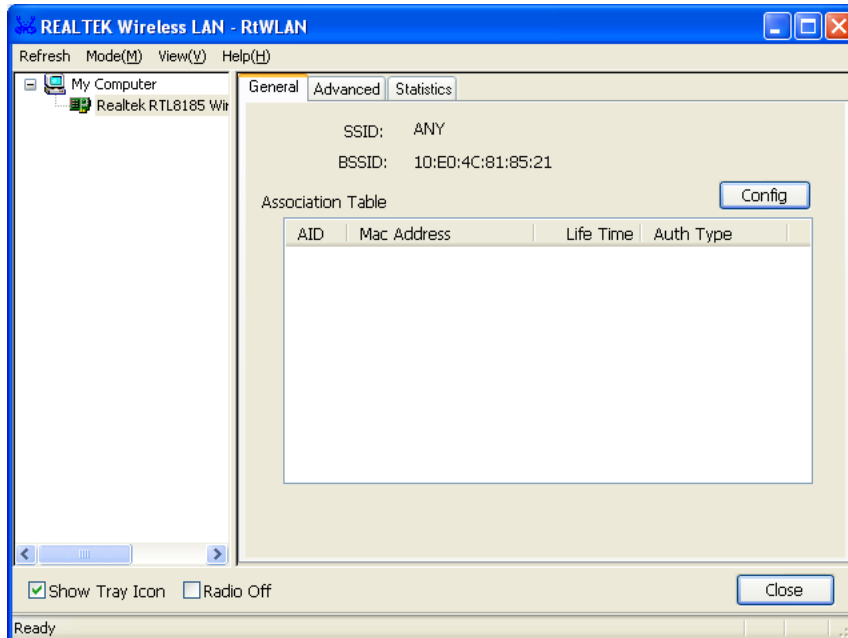 REALTEK Wireless LAN - RtWLAN
Refresh Mode(M) View(V) Help(H)
My Computer
Realtek RTL8185 Wir
General Advanced Statistics
SSID: ANY
BSSID: 10:E0:4C:81:85:21
Config
Association Table
AID Mac Address Life Time Auth Type
Show Tray Icon Radio Off Close
Ready